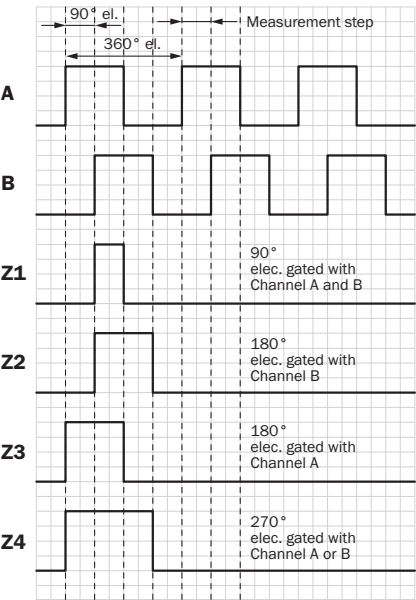 90° el.
Measurement step
360° el.
A
B
Z1
90°
elec. gated with
Channel A and B
Z2
180°
elec. gated with
Channel B
Z3
180°
elec. gated with
Channel A
Z4
270°
elec. gated with
Channel A or B